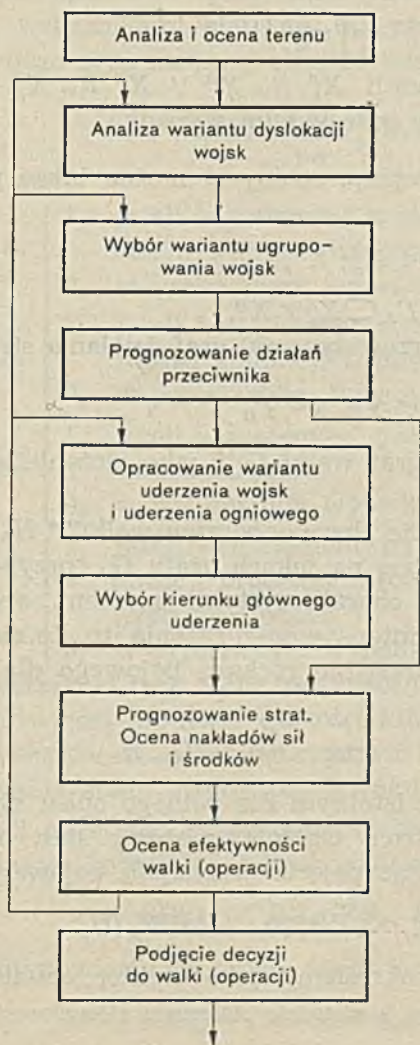 Analiza i ocena terenu
Analiza wariantu dyslokacji
wojsk
Wybór wariantu ugrupo-
wania wojsk
Prognozowanie działań
przeciwnika
Opracowanie wariantu
uderzenia wojsk
i uderzenia ogniowego
Wybór kierunku głównego
uderzenia
Prognozowanie strat.
Ocena nakładów sił
i środków
Ocena efektywności
walki (operacji)
Podjęcie decyzji
do walki (operacji)